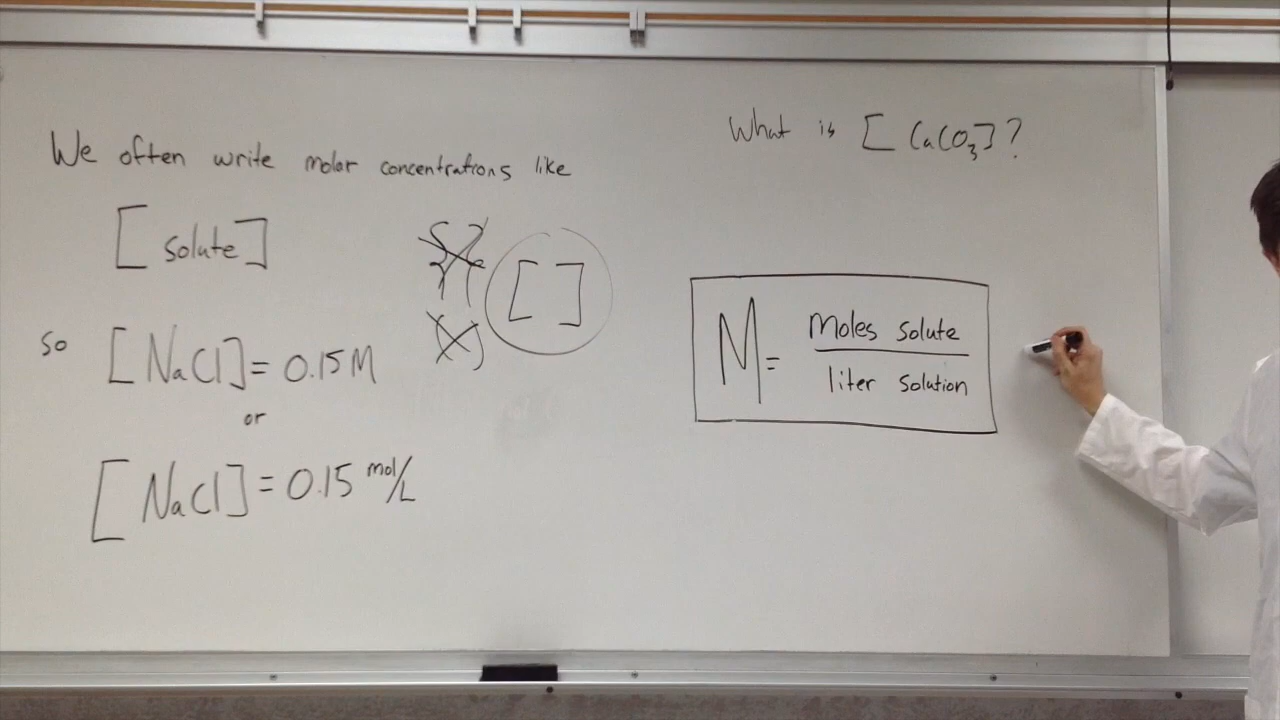 We often write molar concentrations like
[solute]
[ ]
so [NaCl] = 0.15 M
or
[NaCl] = 0.15 mol/L
What is [CaCO₃]?
M = moles solute
liter solution